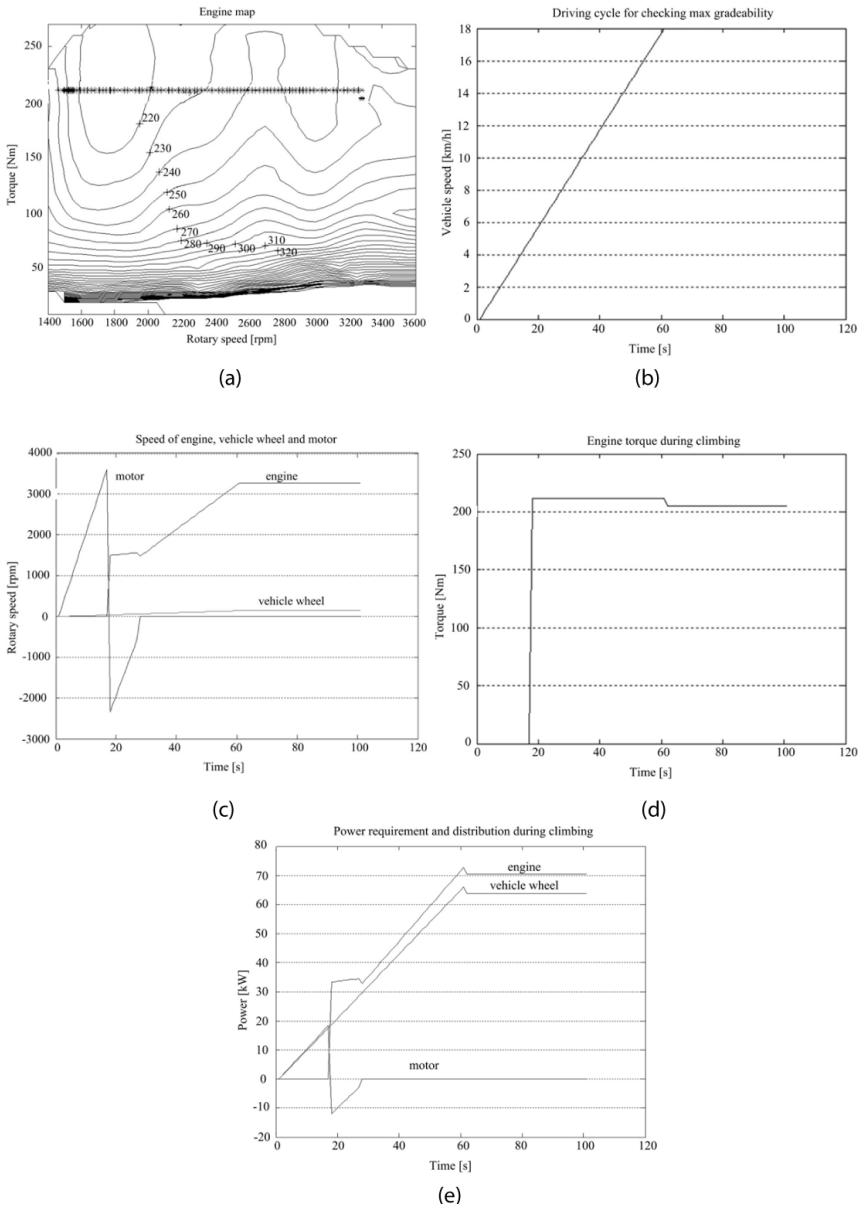 Engine map
Torque [Nm]
250
200
150
100
50
220
230
240
250
260
270
280
290
300
310
320
1400 1800 2000 2200 2400 2600 2800 3000 3200 3400 3600
Rotary speed [rpm]
(a)
Driving cycle for checking max gradeability
Vehicle speed [km/h]
18
16
14
12
10
8
6
4
2
0
0 20 40 60 80 100 120
Time [s]
(b)
Speed of engine, vehicle wheel and motor
Rotary speed [rpm]
4000
3000
2000
1000
0
-1000
-2000
-3000
motor
engine
vehicle wheel
0 20 40 60 80 100 120
Time [s]
(c)
Engine torque during climbing
Torque [Nm]
250
200
150
100
50
0
0 20 40 60 80 100 120
Time [s]
(d)
Power requirement and distribution during climbing
Power [kW]
80
70
60
50
40
30
20
10
0
-10
-20
engine
vehicle wheel
motor
0 20 40 60 80 100 120
Time [s]
(e)